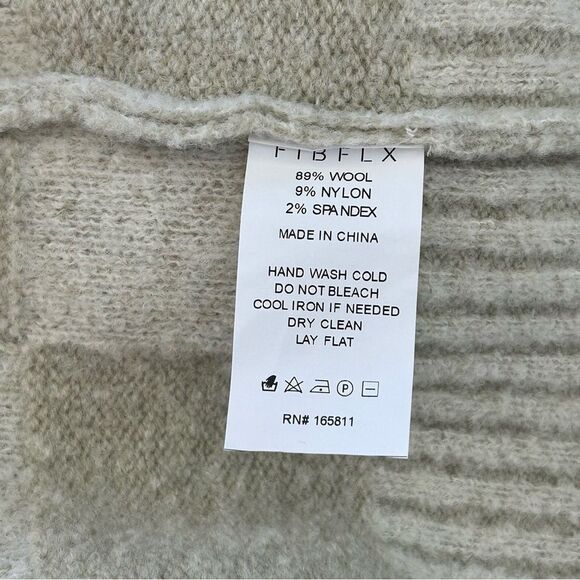 FTBFLX
89% WOOL
9% NYLON
2% SPANDEX
MADE IN CHINA
HAND WASH COLD
DO NOT BLEACH
COOL IRON IF NEEDED
DRY CLEAN
LAY FLAT
P
RN# 165811